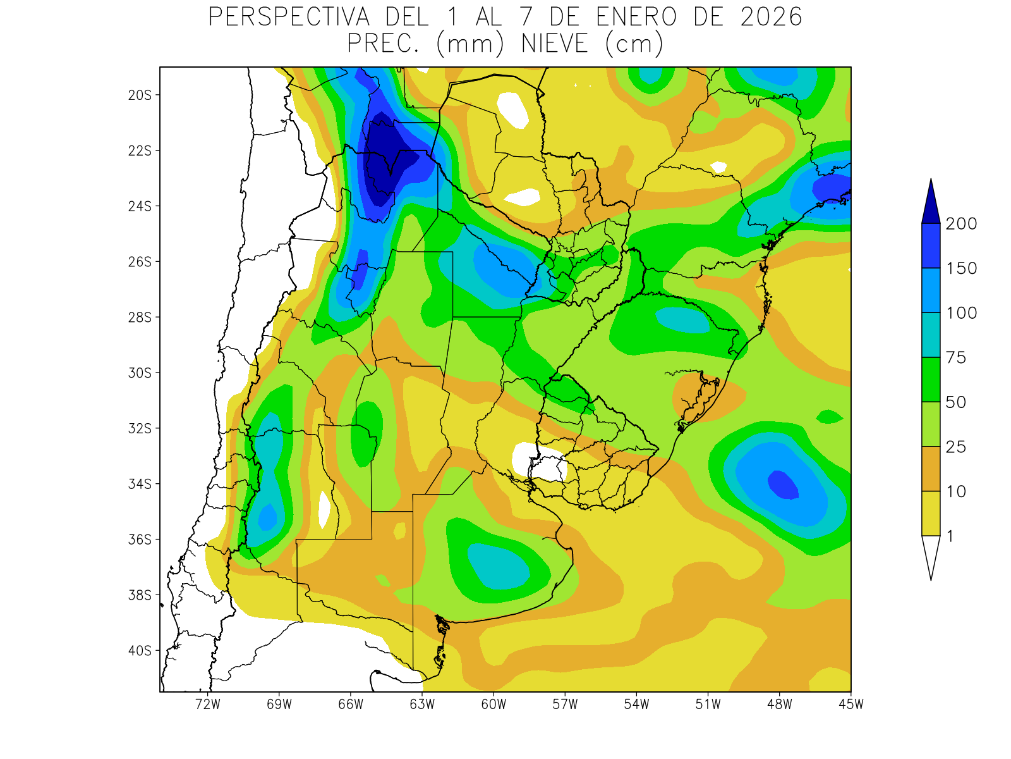 PERSPECTIVA DEL 1 AL 7 DE ENERO DE 2026
PREC. (mm) NIEVE (cm)
20S
22S
24S
26S
28S
30S
32S
34S
36S
38S
40S
72W 69W 66W 63W 60W 57W 54W 51W 48W 45W
200
150
100
75
50
25
10
1